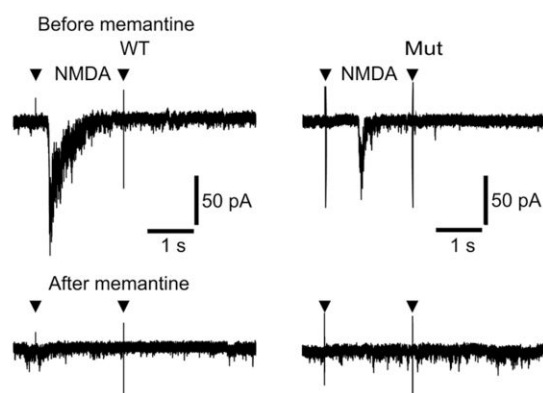 Before memantine
WT
NMDA
50 pA
1 s
Mut
NMDA
50 pA
1 s
After memantine